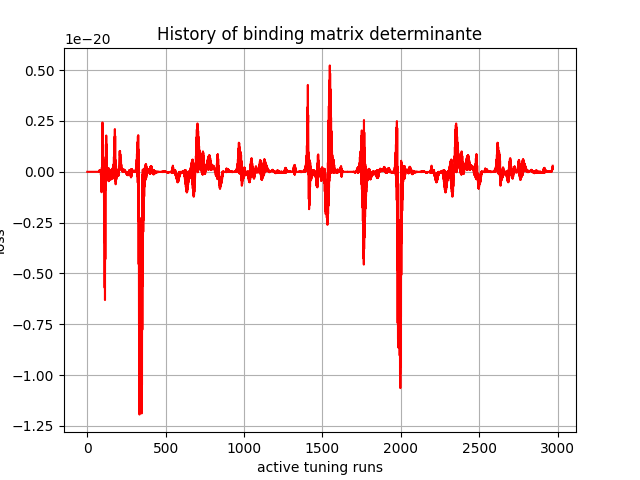 History of binding matrix determinante
1e−20
0.50
0.25
0.00
−0.25
−0.50
−0.75
−1.00
−1.25
loss
0 500 1000 1500 2000 2500 3000
active tuning runs